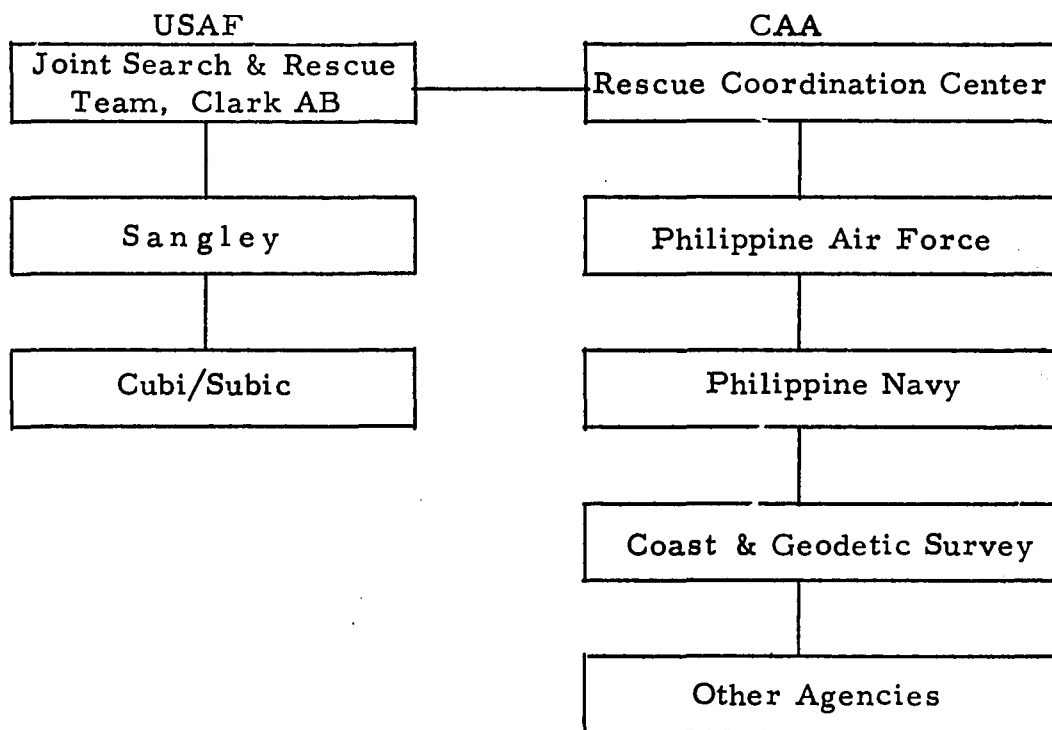 USAF
Joint Search & Rescue
Team, Clark AB
Sangley
Cubi/Subic
CAA
Rescue Coordination Center
Philippine Air Force
Philippine Navy
Coast & Geodetic Survey
Other Agencies